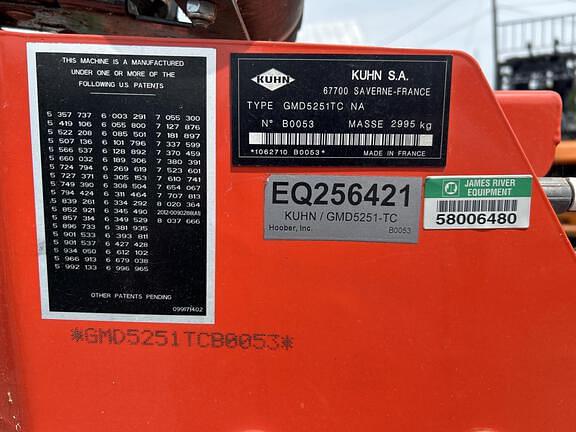 THIS MACHINE IS A MANUFACTURED
UNDER ONE OR MORE OF THE
FOLLOWING U.S. PATENTS
5 357 737 6 003 291 7 055 300
5 419 106 6 055 800 7 127 876
5 522 208 6 085 501 7 181 897
5 507 136 6 101 796 7 337 599
5 566 537 6 128 892 7 370 459
5 660 032 6 189 306 7 380 391
5 724 794 6 269 619 7 523 601
5 727 371 6 305 153 7 610 741
5 749 390 6 308 504 7 654 067
5 794 424 6 311 464 7 707 813
5 839 261 6 334 292 8 020 364
5 852 921 6 345 490 2012-0090288(A1)
5 857 314 6 349 529 8 037 666
5 896 733 6 381 935
5 901 533 6 393 811
5 901 537 6 427 428
5 934 050 6 612 101
5 966 913 6 679 038
5 992 133 6 996 965
OTHER PATENTS PENDING
099171402
KUHN
KUHN S.A.
67700 SAVERNE-FRANCE
TYPE GMD5251TC NA
N° B0053 MASSE 2995 kg
*1062710 B0053* MADE IN FRANCE
EQ256421
KUHN / GMD5251-TC
Hoober, Inc. B0053
JAMES RIVER
EQUIPMENT
58006480
*GMD5251TCB0053*